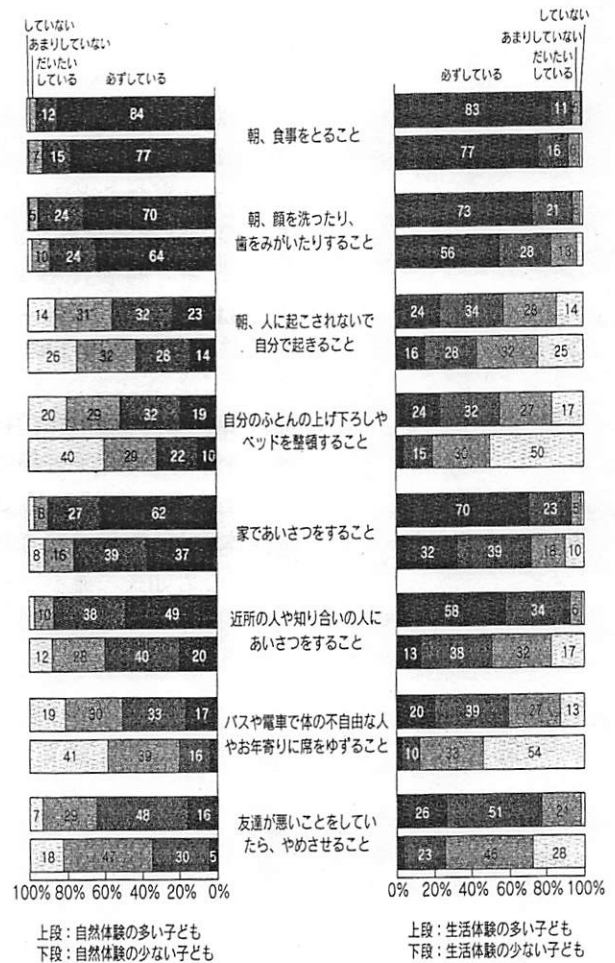 していない
あまりしていない
だいたい
している
必ずしている
12 84
7 15 77
5 24 70
10 24 64
14 31 32 23
26 32 28 14
20 29 32 19
40 29 22 10
6 27 62
8 16 39 37
10 38 49
12 28 40 20
19 30 33 17
41 39 16
7 29 48 16
18 47 30 5
100% 80% 60% 40% 20% 0%
上段：自然体験の多い子ども
下段：自然体験の少ない子ども
朝、食事をとること
朝、顔を洗ったり、
歯をみがいたりすること
朝、人に起こされないで
自分で起きること
自分のふとんの上げ下ろしや
ベッドを整頓すること
家であいさつをすること
近所の人や知り合いの人に
あいさつをすること
バスや電車で体の不自由な人
やお年寄りに席をゆずること
友達が悪いことをしてい
たら、やめさせること
していない
あまりしていない
だいたい
している
必ずしている
83 11 5
77 16
73 21
56 28 13
24 34 28 14
16 28 32 25
24 32 27 17
15 30 50
70 23 5
32 39 18 10
58 34 6
13 38 32 17
20 39 27 13
10 33 54
26 51 21
23 45 28
0% 20% 40% 60% 80% 100%
上段：生活体験の多い子ども
下段：生活体験の少ない子ども